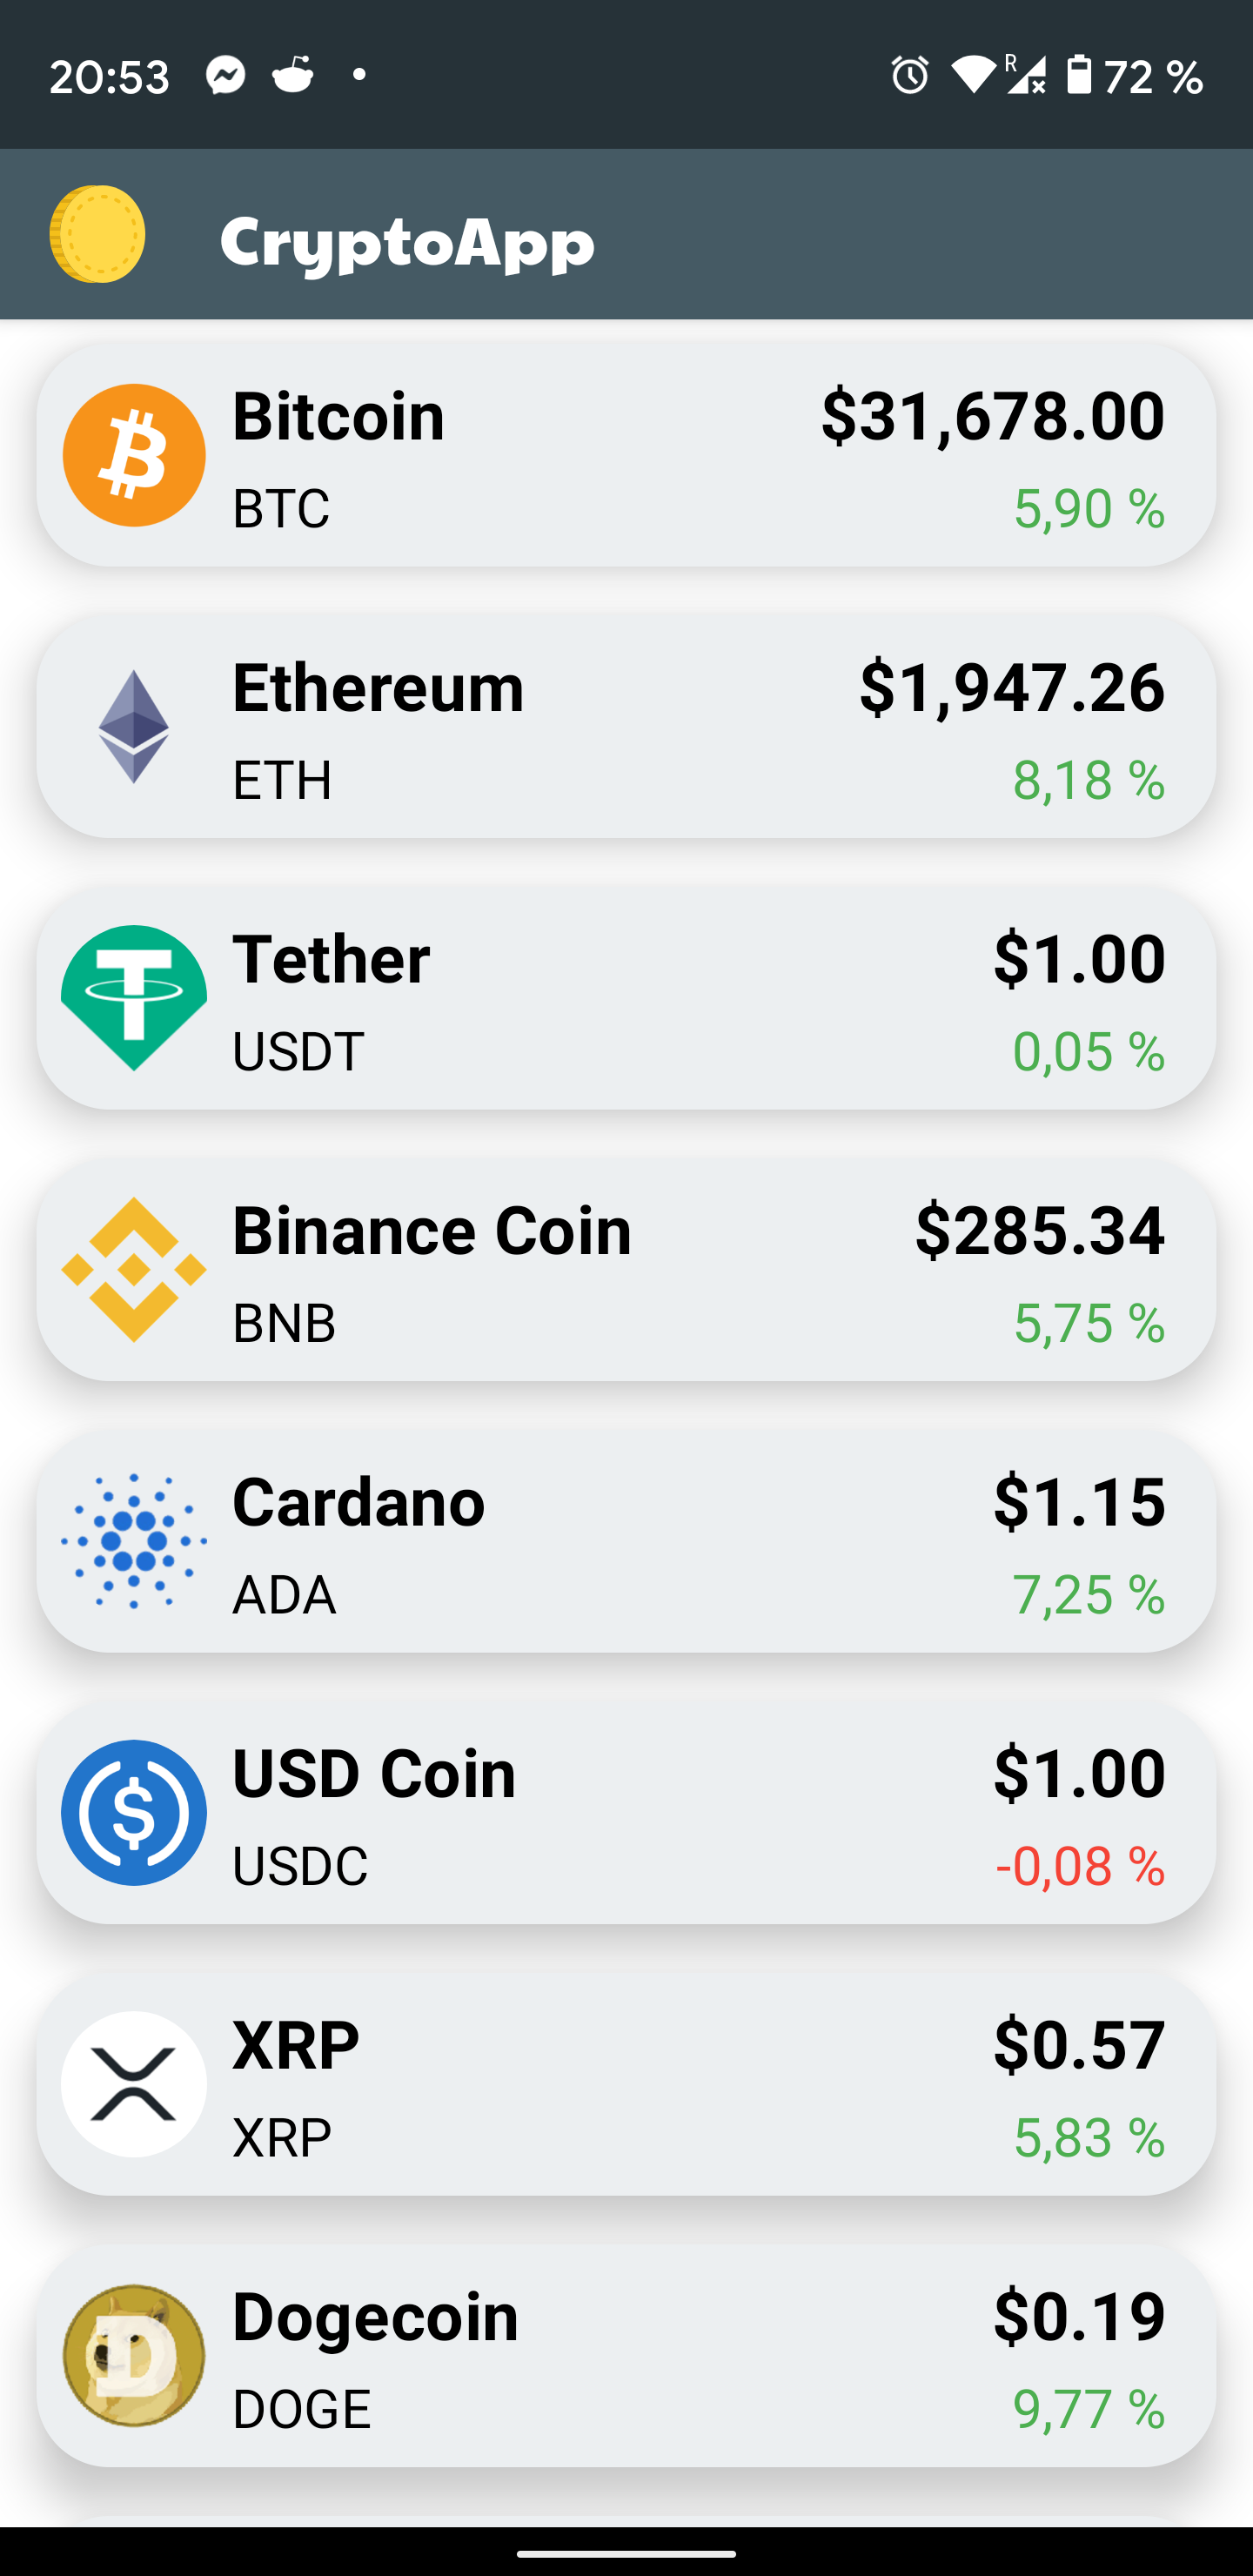 20:53 R 72 %
CryptoApp
Bitcoin $31,678.00
BTC 5,90 %
Ethereum $1,947.26
ETH 8,18 %
Tether $1.00
USDT 0,05 %
Binance Coin $285.34
BNB 5,75 %
Cardano $1.15
ADA 7,25 %
USD Coin $1.00
USDC -0,08 %
XRP $0.57
XRP 5,83 %
Dogecoin $0.19
DOGE 9,77 %